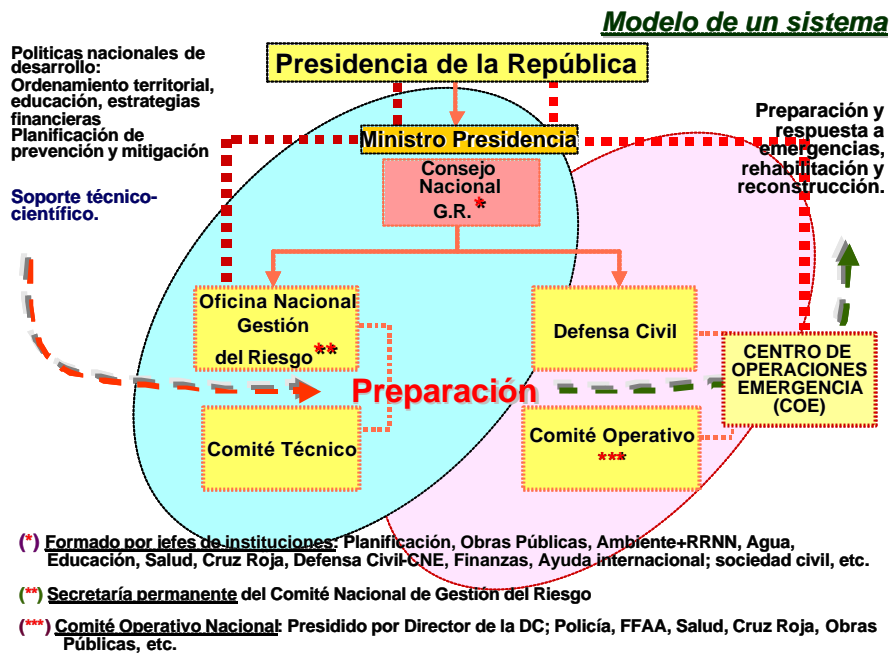 Modelo de un sistema
Politicas nacionales de
desarrollo:
Ordenamiento territorial,
educación, estrategias
financieras
Planificación de
prevención y mitigación
Soporte técnico-
científico.
Presidencia de la República
Ministro Presidencia
Consejo
Nacional
G.R.*
Preparación y
respuesta a
emergencias,
rehabilitación y
reconstrucción.
Oficina Nacional
Gestión
del Riesgo**
Defensa Civil
CENTRO DE
OPERACIONES
EMERGENCIA
(COE)
Preparación
Comité Técnico
Comité Operativo
***
(*) Formado por jefes de instituciones: Planificación, Obras Públicas, Ambiente+RRNN, Agua,
Educación, Salud, Cruz Roja, Defensa Civil-CNE, Finanzas, Ayuda internacional; sociedad civil, etc.
(**) Secretaría permanente del Comité Nacional de Gestión del Riesgo
(***) Comité Operativo Nacional: Presidido por Director de la DC; Policía, FFAA, Salud, Cruz Roja, Obras
Públicas, etc.